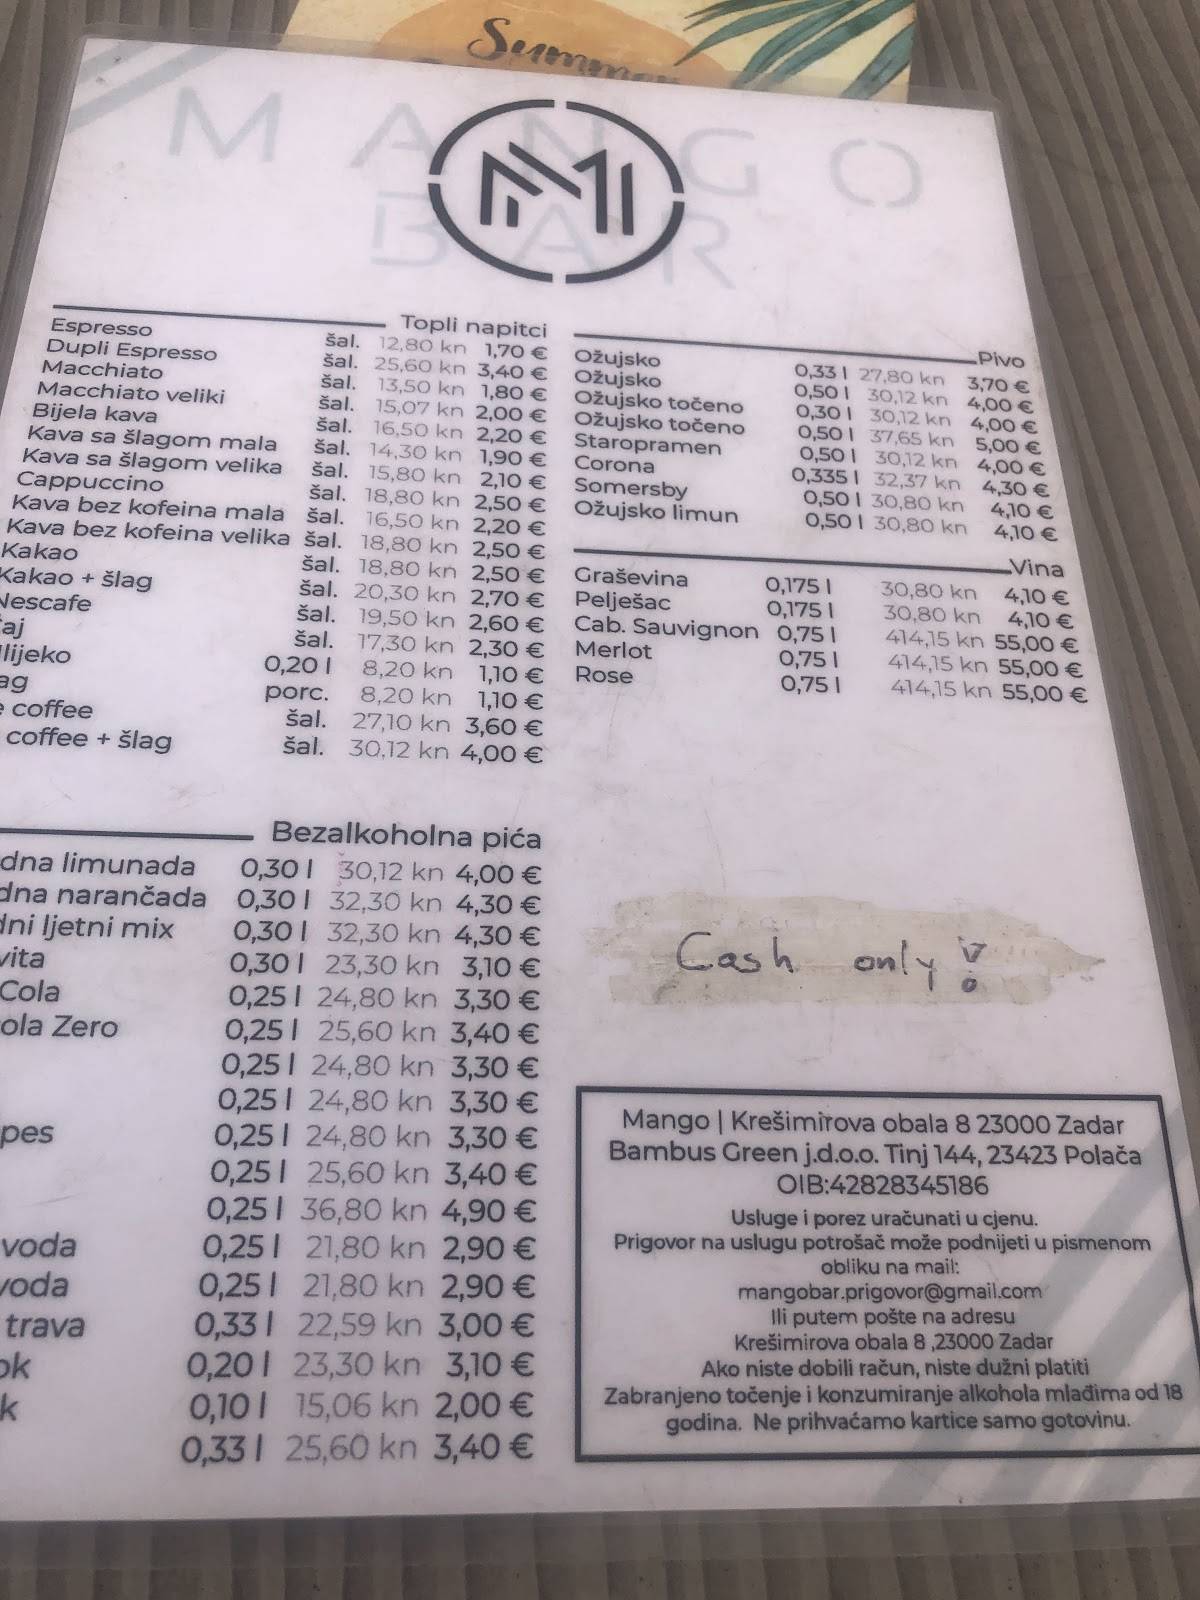 Summer
MANGO
BAR
Topli napitci
Espresso šal. 12,80 kn 1,70 €
Dupli Espresso šal. 25,60 kn 3,40 €
Macchiato šal. 13,50 kn 1,80 €
Macchiato veliki šal. 15,07 kn 2,00 €
Bijela kava šal. 16,50 kn 2,20 €
Kava sa šlagom mala šal. 14,30 kn 1,90 €
Kava sa šlagom velika šal. 15,80 kn 2,10 €
Cappuccino šal. 18,80 kn 2,50 €
Kava bez kofeina mala šal. 16,50 kn 2,20 €
Kava bez kofeina velika šal. 18,80 kn 2,50 €
Kakao šal. 18,80 kn 2,50 €
Kakao + šlag šal. 20,30 kn 2,70 €
Nescafe šal. 19,50 kn 2,60 €
aj šal. 17,30 kn 2,30 €
lijeko 0,20 l 8,20 kn 1,10 €
ag porc. 8,20 kn 1,10 €
e coffee šal. 27,10 kn 3,60 €
coffee + šlag šal. 30,12 kn 4,00 €
Bezalkoholna pića
dna limunada 0,30 l 30,12 kn 4,00 €
dna narančada 0,30 l 32,30 kn 4,30 €
dni ljetni mix 0,30 l 32,30 kn 4,30 €
vita 0,30 l 23,30 kn 3,10 €
Cola 0,25 l 24,80 kn 3,30 €
ola Zero 0,25 l 25,60 kn 3,40 €
0,25 l 24,80 kn 3,30 €
0,25 l 24,80 kn 3,30 €
pes 0,25 l 24,80 kn 3,30 €
0,25 l 25,60 kn 3,40 €
0,25 l 36,80 kn 4,90 €
voda 0,25 l 21,80 kn 2,90 €
voda 0,25 l 21,80 kn 2,90 €
trava 0,33 l 22,59 kn 3,00 €
ok 0,20 l 23,30 kn 3,10 €
k 0,10 l 15,06 kn 2,00 €
0,33 l 25,60 kn 3,40 €
Pivo
Ožujsko 0,33 l 27,80 kn 3,70 €
Ožujsko 0,50 l 30,12 kn 4,00 €
Ožujsko točeno 0,30 l 30,12 kn 4,00 €
Ožujsko točeno 0,50 l 37,65 kn 5,00 €
Staropramen 0,50 l 30,12 kn 4,00 €
Corona 0,335 l 32,37 kn 4,30 €
Somersby 0,50 l 30,80 kn 4,10 €
Ožujsko limun 0,50 l 30,80 kn 4,10 €
Vina
Graševina 0,175 l 30,80 kn 4,10 €
Pelješac 0,175 l 30,80 kn 4,10 €
Cab. Sauvignon 0,75 l 414,15 kn 55,00 €
Merlot 0,75 l 414,15 kn 55,00 €
Rose 0,75 l 414,15 kn 55,00 €
Cash only!
Mango | Krešimirova obala 8 23000 Zadar
Bambus Green j.d.o.o. Tinj 144, 23423 Polača
OIB:42828345186
Usluge i porez uračunati u cjenu.
Prigovor na uslugu potrošač može podnijeti u pismenom
obliku na mail:
mangobar.prigovor@gmail.com
Ili putem pošte na adresu
Krešimirova obala 8 ,23000 Zadar
Ako niste dobili račun, niste dužni platiti
Zabranjeno točenje i konzumiranje alkohola mlađima od 18
godina. Ne prihvaćamo kartice samo gotovinu.